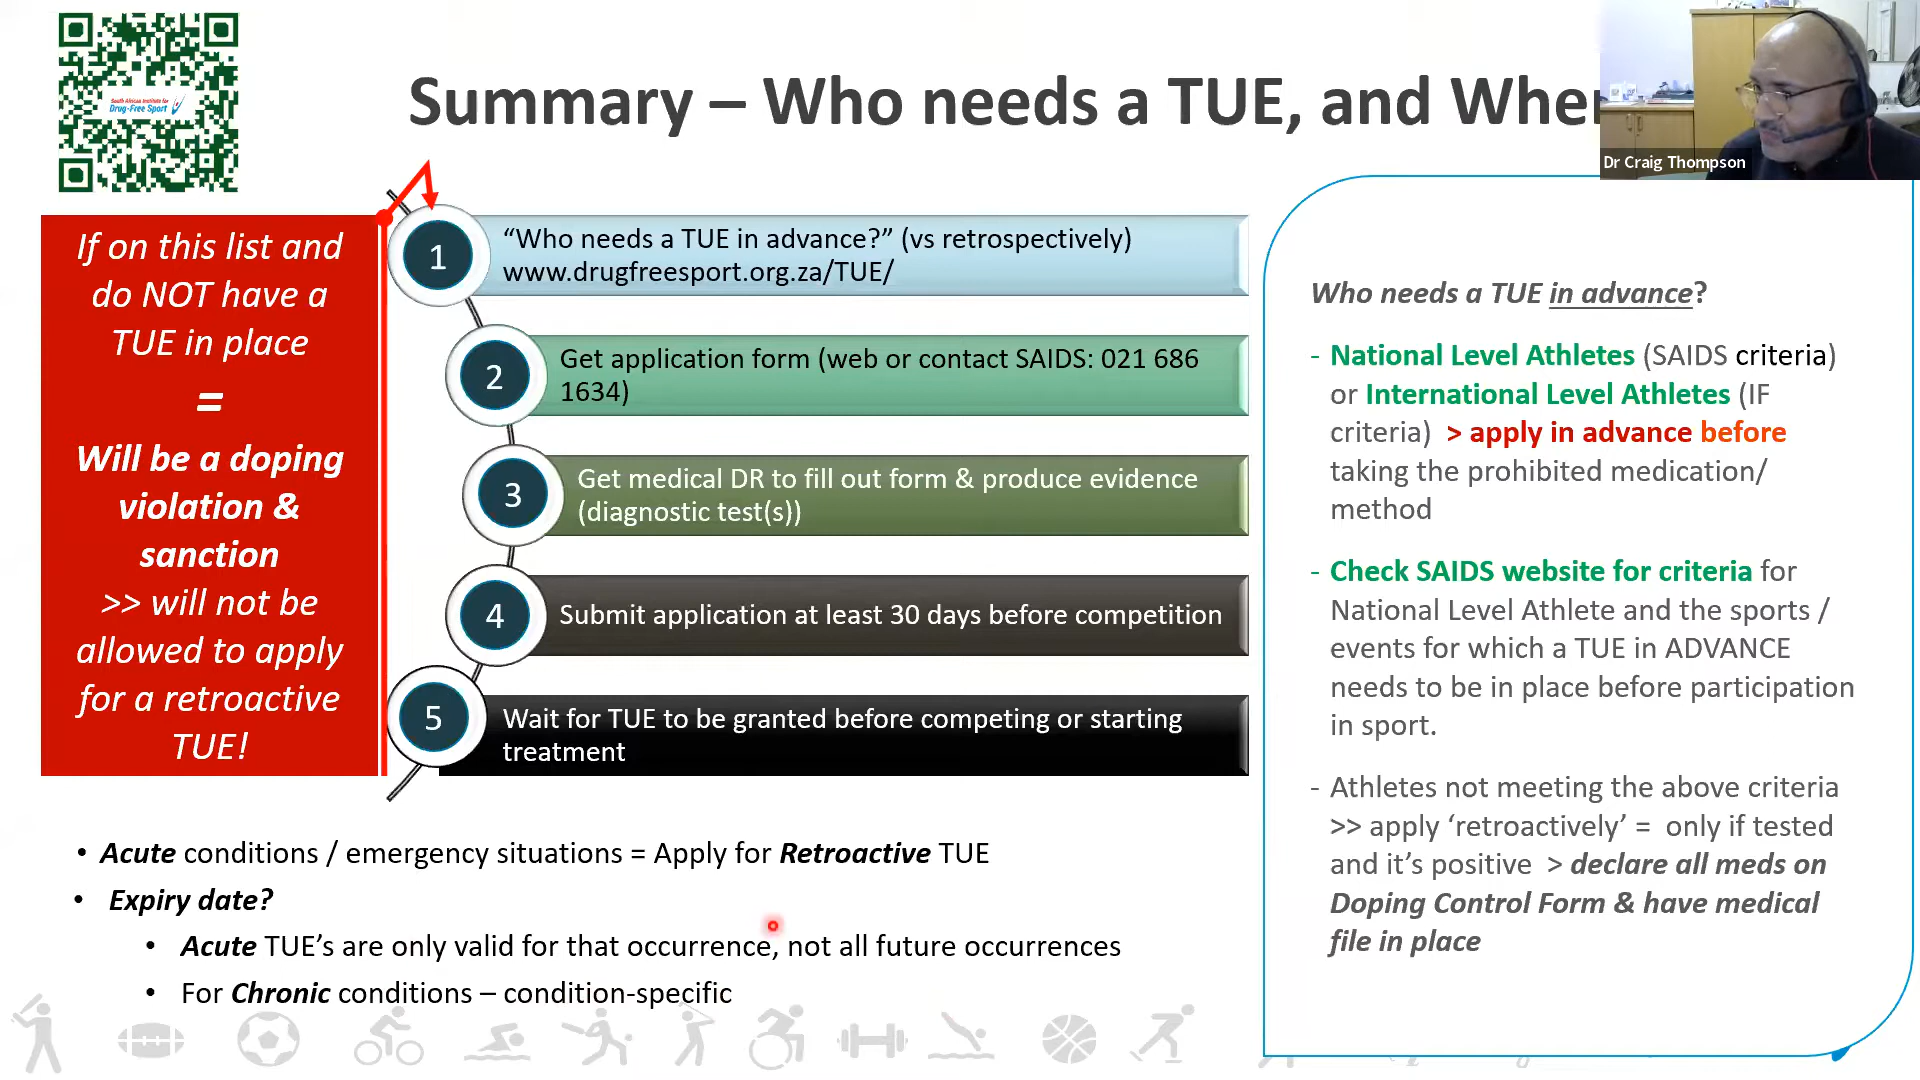 South African Institute for
Drug-Free Sport
Summary – Who needs a TUE, and When
Dr Craig Thompson
If on this list and
do NOT have a
TUE in place
=
Will be a doping
violation &
sanction
>> will not be
allowed to apply
for a retroactive
TUE!
1
“Who needs a TUE in advance?” (vs retrospectively)
www.drugfreesport.org.za/TUE/
2
Get application form (web or contact SAIDS: 021 686
1634)
3
Get medical DR to fill out form & produce evidence
(diagnostic test(s))
4
Submit application at least 30 days before competition
5
Wait for TUE to be granted before competing or starting
treatment
• Acute conditions / emergency situations = Apply for Retroactive TUE
• Expiry date?
• Acute TUE’s are only valid for that occurrence, not all future occurrences
• For Chronic conditions – condition-specific
Who needs a TUE in advance?
- National Level Athletes (SAIDS criteria)
or International Level Athletes (IF
criteria) > apply in advance before
taking the prohibited medication/
method
- Check SAIDS website for criteria for
National Level Athlete and the sports /
events for which a TUE in ADVANCE
needs to be in place before participation
in sport.
- Athletes not meeting the above criteria
>> apply ‘retroactively’ = only if tested
and it’s positive > declare all meds on
Doping Control Form & have medical
file in place